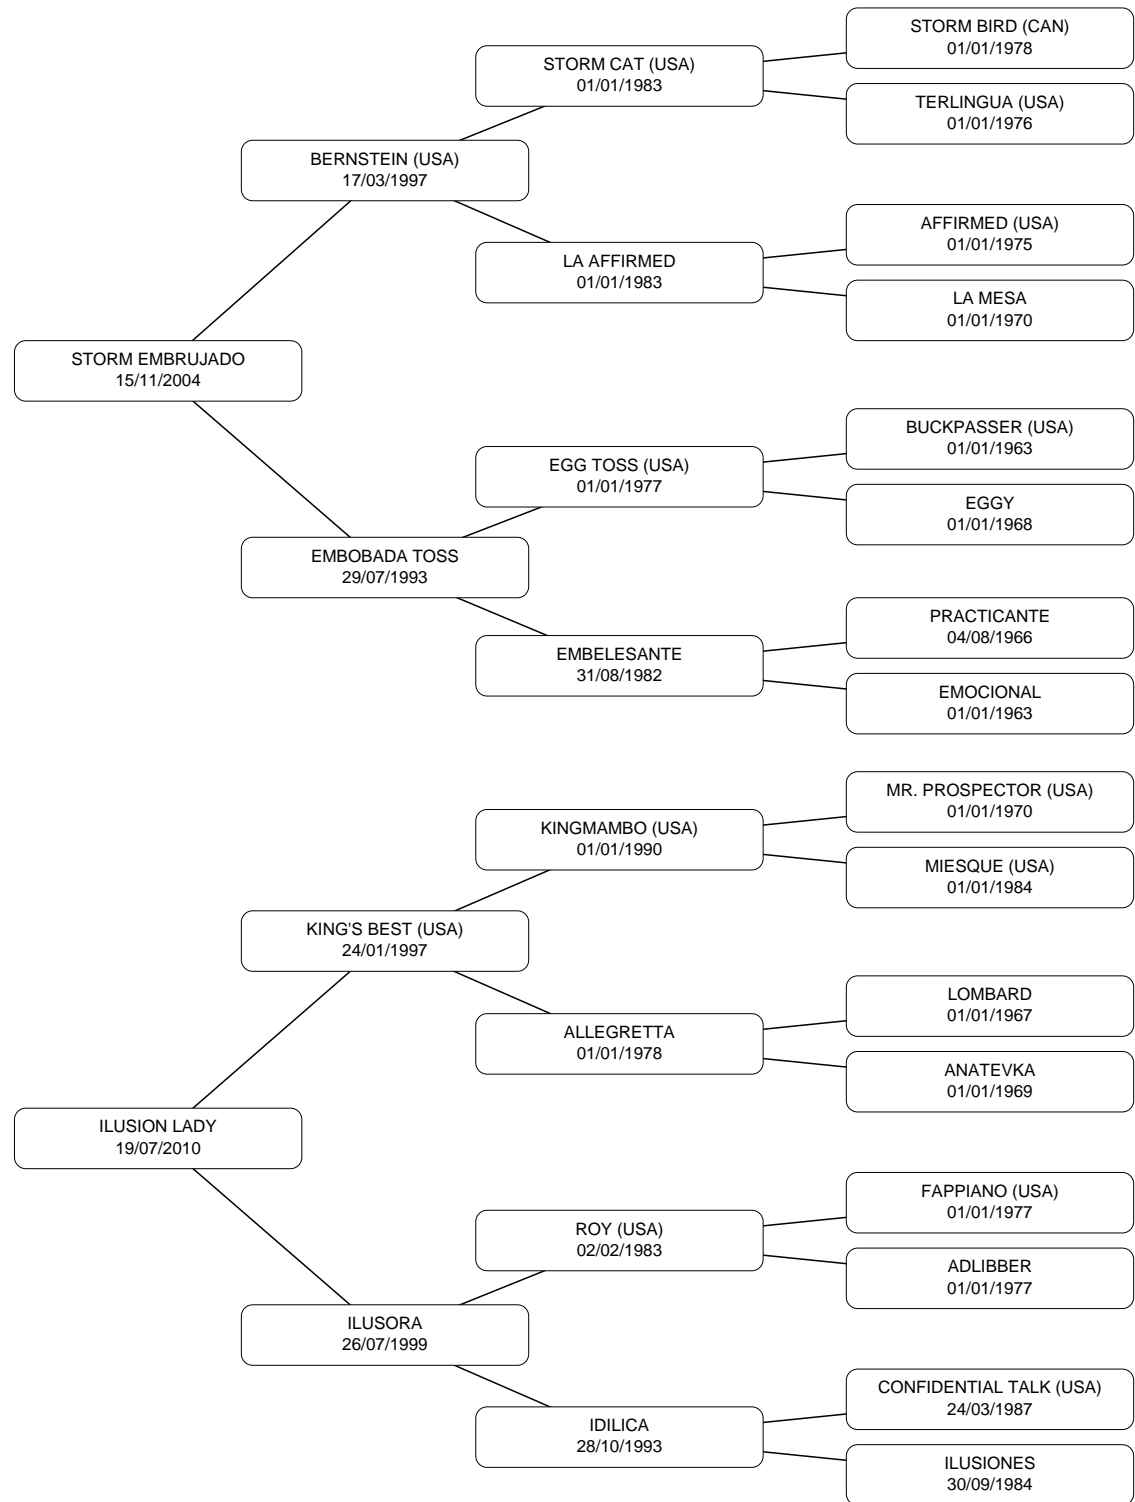 STORM BIRD (CAN)
01/01/1978
STORM CAT (USA)
01/01/1983
TERLINGUA (USA)
01/01/1976
BERNSTEIN (USA)
17/03/1997
AFFIRMED (USA)
01/01/1975
LA AFFIRMED
01/01/1983
LA MESA
01/01/1970
STORM EMBRUJADO
15/11/2004
BUCKPASSER (USA)
01/01/1963
EGG TOSS (USA)
01/01/1977
EGGY
01/01/1968
EMBOBADA TOSS
29/07/1993
PRACTICANTE
04/08/1966
EMBELESANTE
31/08/1982
EMOCIONAL
01/01/1963
MR. PROSPECTOR (USA)
01/01/1970
KINGMAMBO (USA)
01/01/1990
MIESQUE (USA)
01/01/1984
KING'S BEST (USA)
24/01/1997
LOMBARD
01/01/1967
ALLEGRETTA
01/01/1978
ANATEVKA
01/01/1969
ILUSION LADY
19/07/2010
FAPPIANO (USA)
01/01/1977
ROY (USA)
02/02/1983
ADLIBBER
01/01/1977
ILUSORA
26/07/1999
CONFIDENTIAL TALK (USA)
24/03/1987
IDILICA
28/10/1993
ILUSIONES
30/09/1984